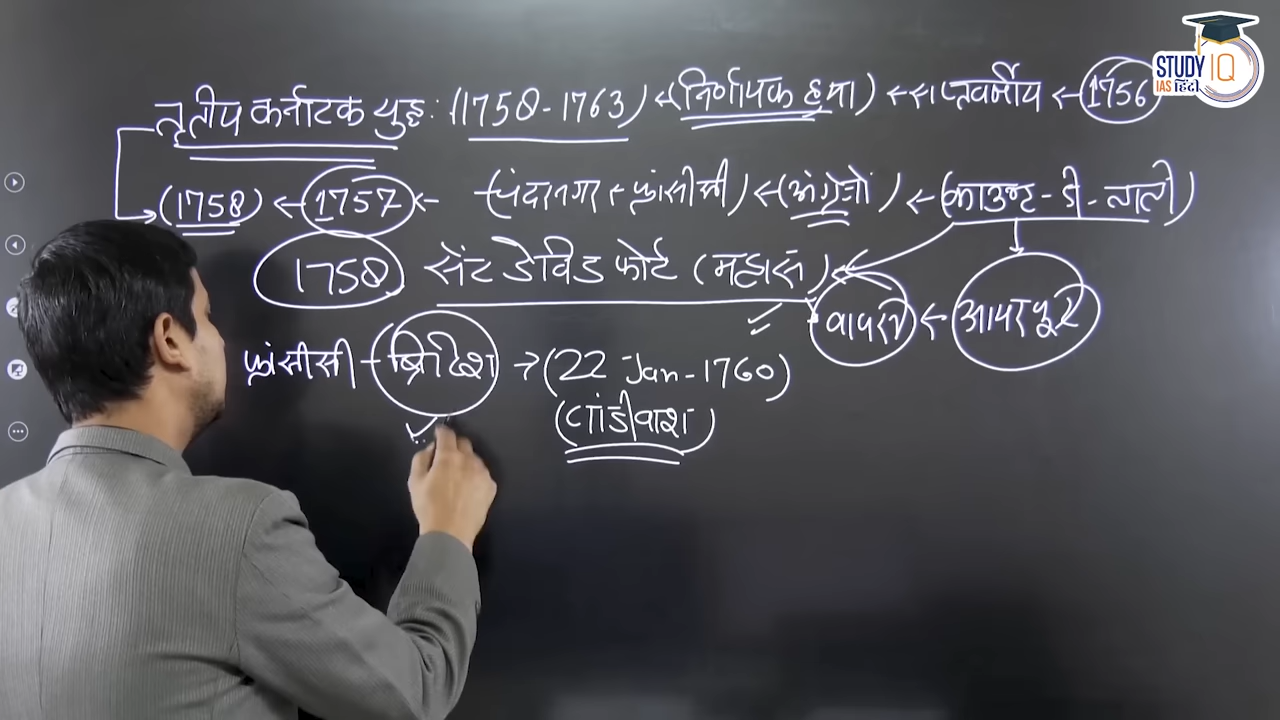 STUDY IQ
IAS हिंदी
तृतीय कर्नाटक युद्ध : (1758-1763) ← (निर्णायक हुआ) ← सप्तवर्षीय ← 1756
(1758) ← 1757 ← (चंदानगर + फ्रांसीसी) ← (अंग्रेजों) ← (काउन्ट-डी-लाली)
1758. सेंट डेविड फोर्ट (मद्रास)
वापस ← आयरकूट
फ्रांसीसी - ब्रिटिश → (22 Jan-1760)
(वांडीवाश)